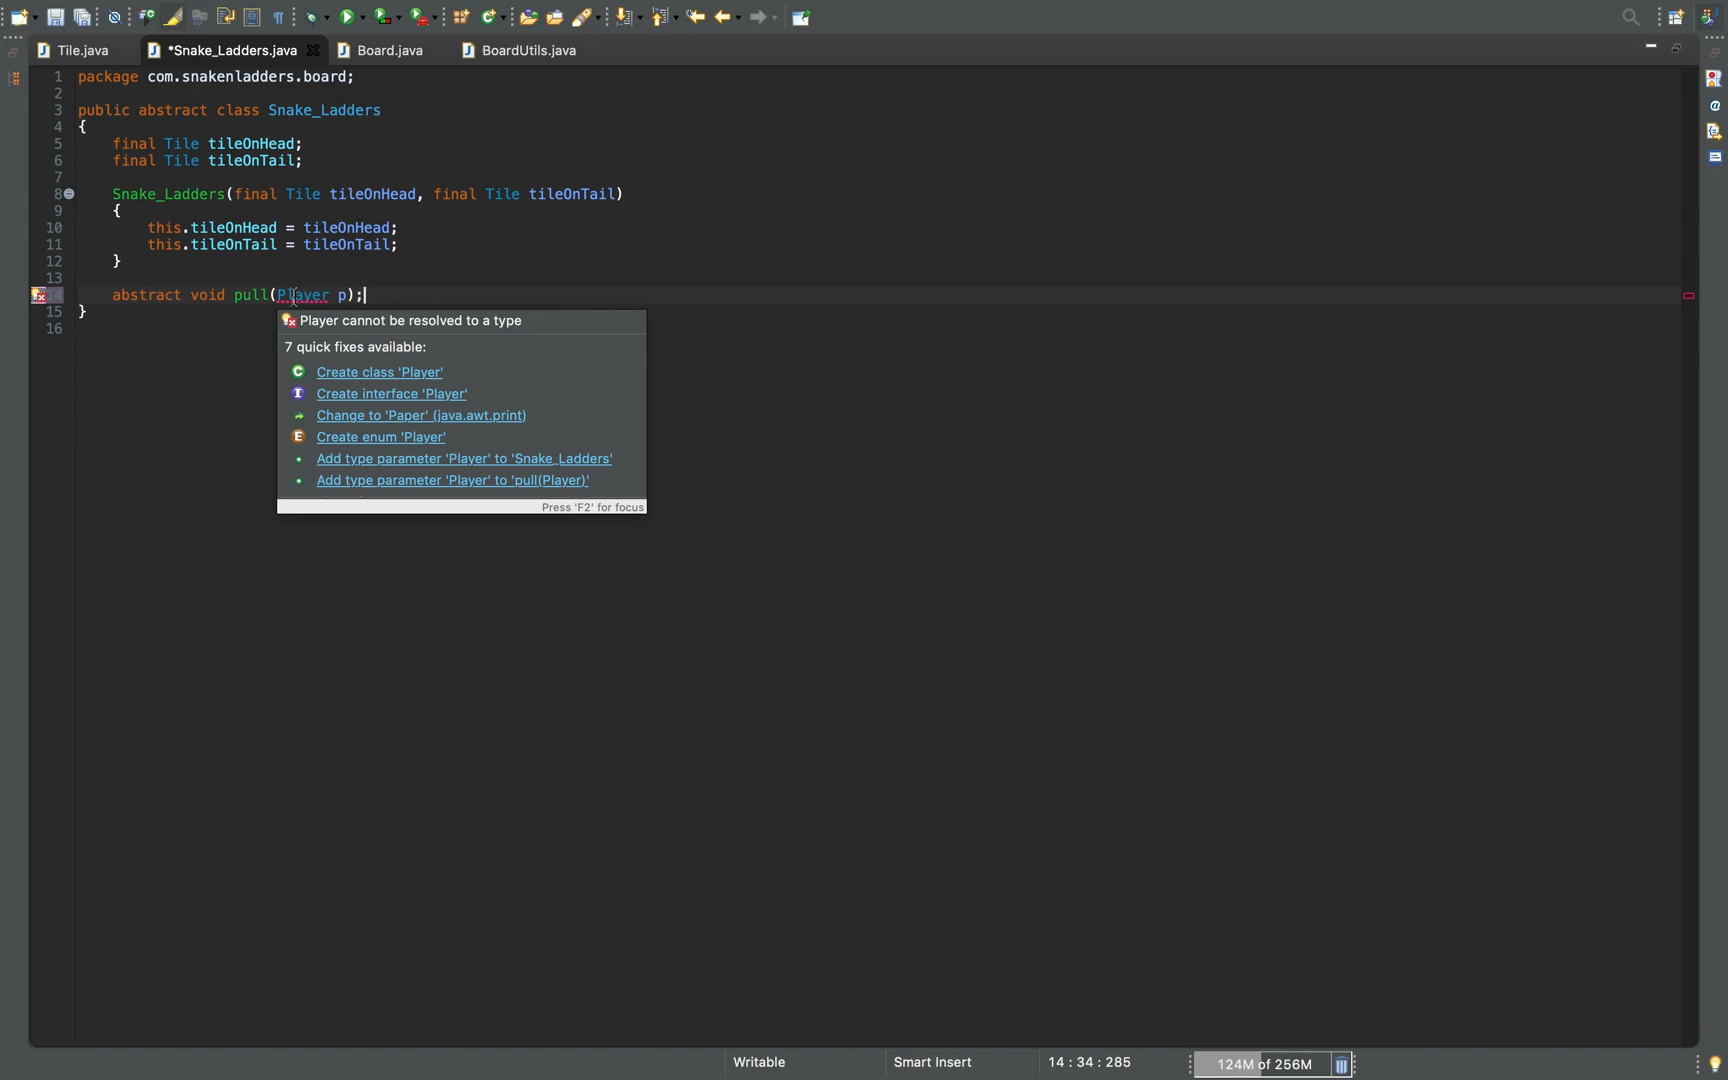 Tile.java *Snake_Ladders.java Board.java BoardUtils.java
1 package com.snakenladders.board;
2
3 public abstract class Snake_Ladders
4 {
5 final Tile tileOnHead;
6 final Tile tileOnTail;
7
8 Snake_Ladders(final Tile tileOnHead, final Tile tileOnTail)
9 {
10 this.tileOnHead = tileOnHead;
11 this.tileOnTail = tileOnTail;
12 }
13
14 abstract void pull(Player p);
15 }
16
Player cannot be resolved to a type
7 quick fixes available:
Create class 'Player'
Create interface 'Player'
Change to 'Paper' (java.awt.print)
Create enum 'Player'
Add type parameter 'Player' to 'Snake_Ladders'
Add type parameter 'Player' to 'pull(Player)'
Press 'F2' for focus
Writable Smart Insert 14 : 34 : 285 124M of 256M